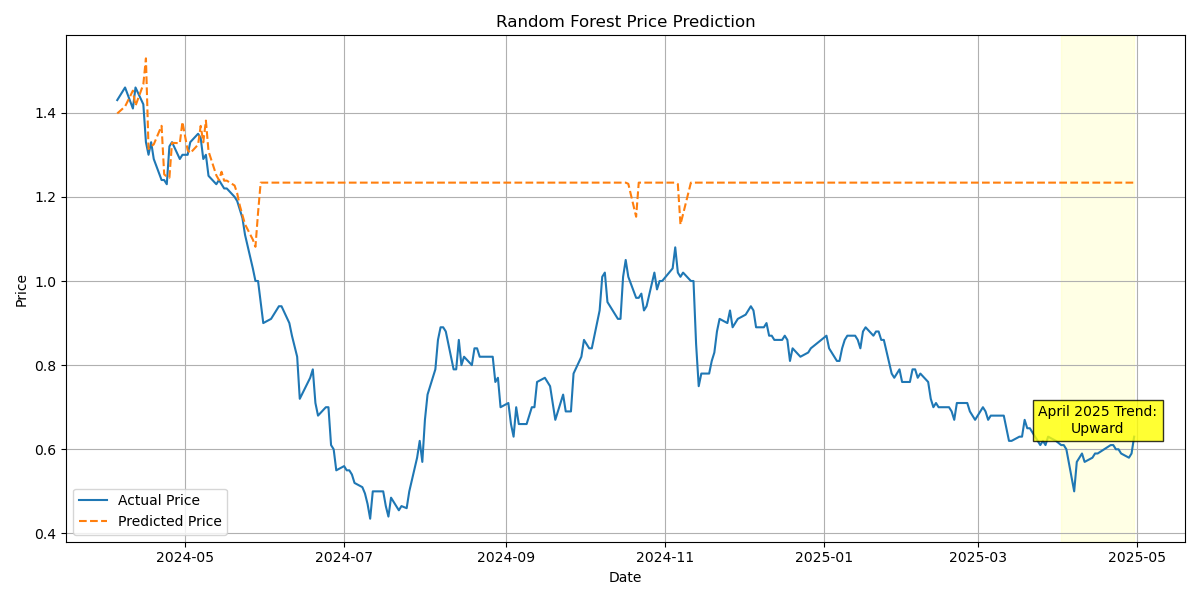 Random Forest Price Prediction
Price
1.4
1.2
1.0
0.8
0.6
0.4
April 2025 Trend:
Upward
Actual Price
Predicted Price
2024-05
2024-07
2024-09
2024-11
2025-01
2025-03
2025-05
Date